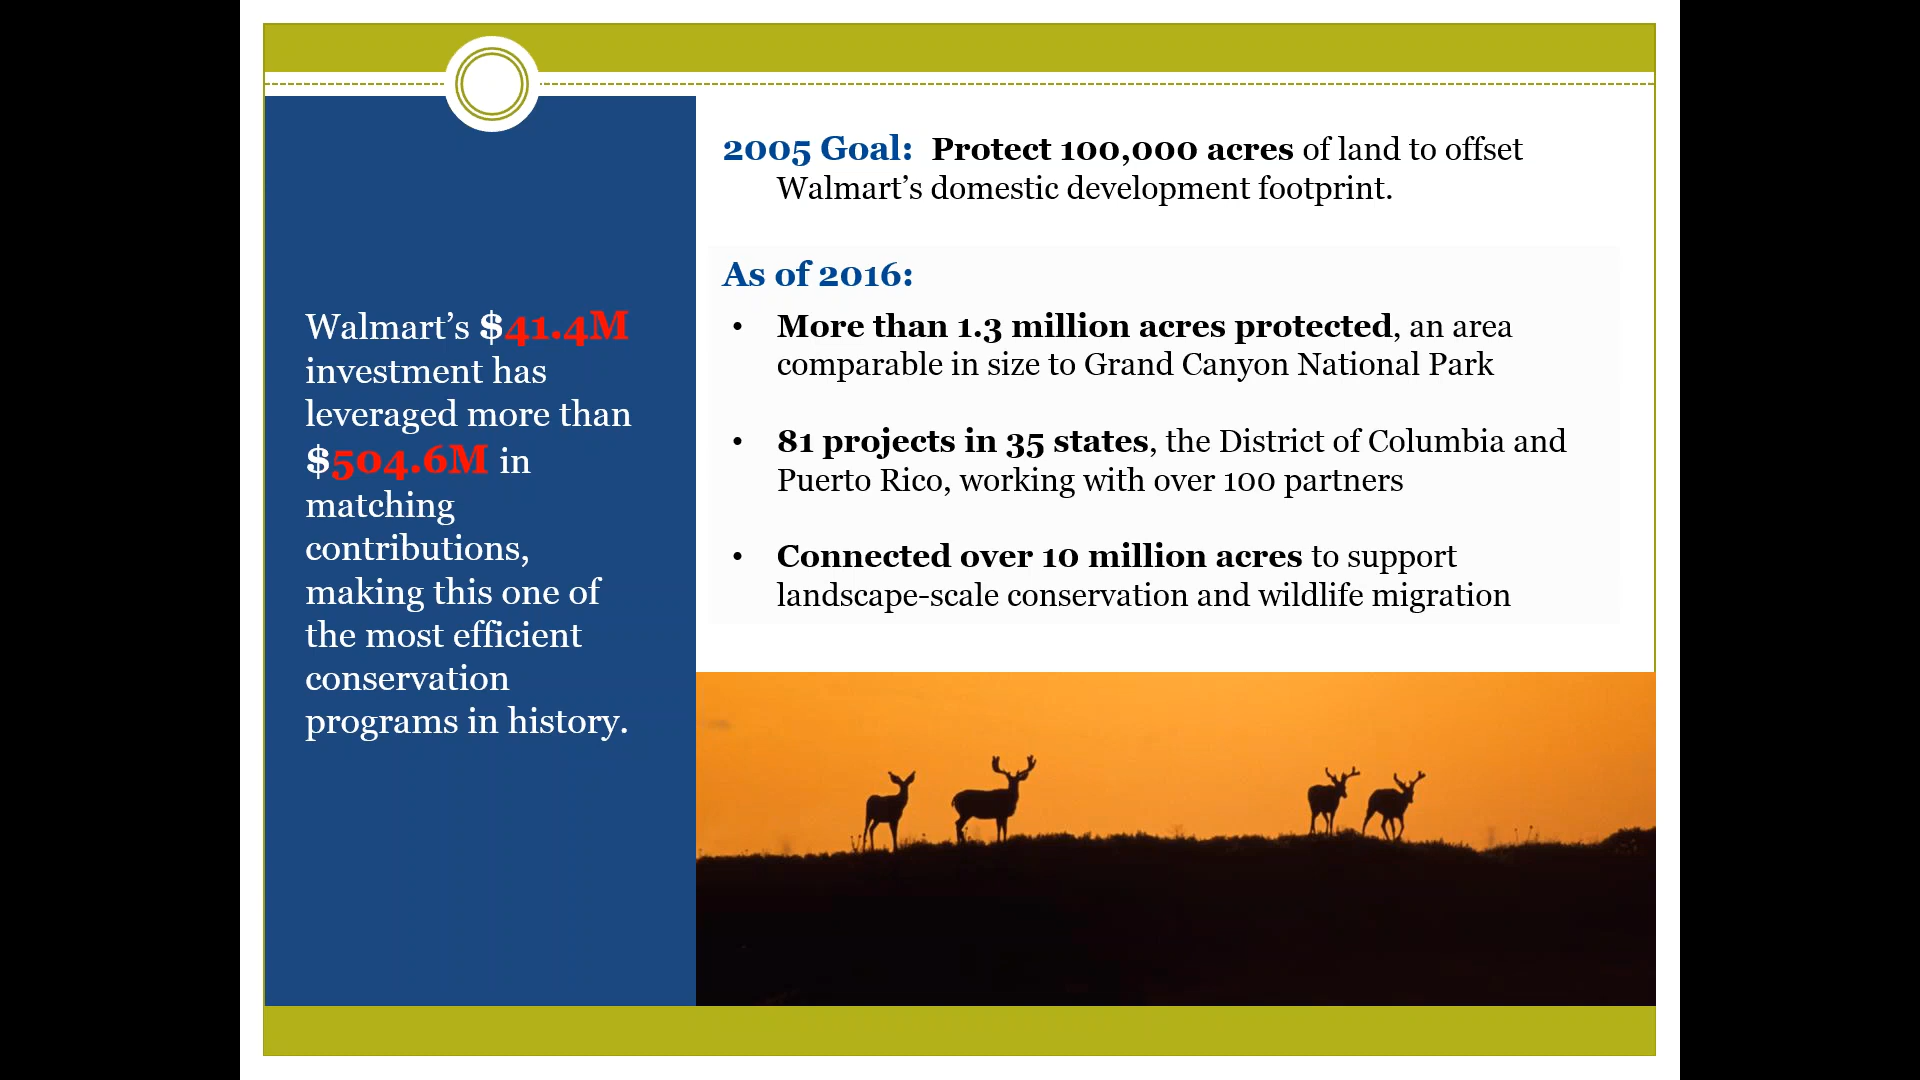 Walmart’s $41.4M
investment has
leveraged more than
$504.6M in
matching
contributions,
making this one of
the most efficient
conservation
programs in history.
2005 Goal: Protect 100,000 acres of land to offset
Walmart’s domestic development footprint.
As of 2016:
• More than 1.3 million acres protected, an area
comparable in size to Grand Canyon National Park
• 81 projects in 35 states, the District of Columbia and
Puerto Rico, working with over 100 partners
• Connected over 10 million acres to support
landscape-scale conservation and wildlife migration